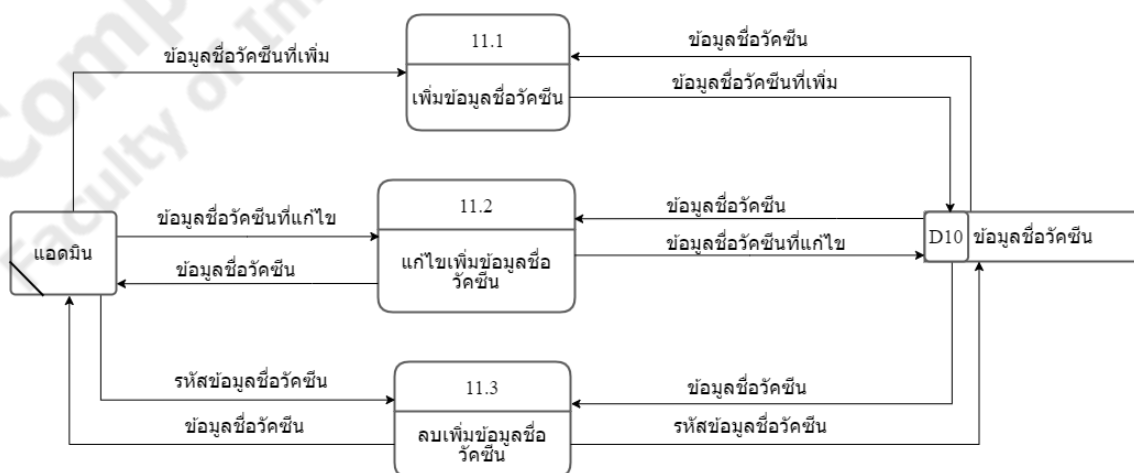 Comp
Faculty of In
11.1
เพิ่มข้อมูลชื่อวัคซีน
ข้อมูลชื่อวัคซีนที่เพิ่ม
ข้อมูลชื่อวัคซีน
ข้อมูลชื่อวัคซีนที่เพิ่ม
11.2
แก้ไขเพิ่มข้อมูลชื่อ
วัคซีน
ข้อมูลชื่อวัคซีนที่แก้ไข
ข้อมูลชื่อวัคซีน
ข้อมูลชื่อวัคซีน
ข้อมูลชื่อวัคซีนที่แก้ไข
แอดมิน
D10 ข้อมูลชื่อวัคซีน
11.3
ลบเพิ่มข้อมูลชื่อ
วัคซีน
รหัสข้อมูลชื่อวัคซีน
ข้อมูลชื่อวัคซีน
ข้อมูลชื่อวัคซีน
รหัสข้อมูลชื่อวัคซีน